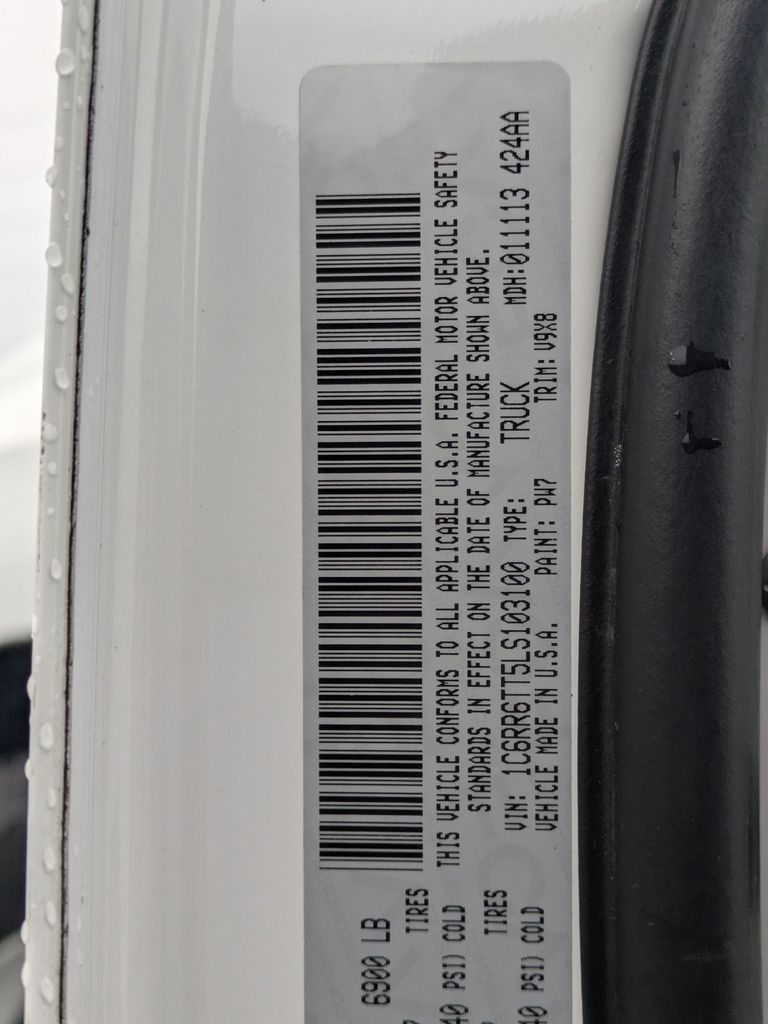 6900 LB
TIRES
40 PSI) COLD
TIRES
40 PSI) COLD
THIS VEHICLE CONFORMS TO ALL APPLICABLE U.S.A. FEDERAL MOTOR VEHICLE SAFETY
STANDARDS IN EFFECT ON THE DATE OF MANUFACTURE SHOWN ABOVE.
VIN: 1C6RR6TT5LS103100 TYPE: TRUCK MDH:011113 424AA
VEHICLE MADE IN U.S.A. PAINT: PW7 TRIM: V9X8